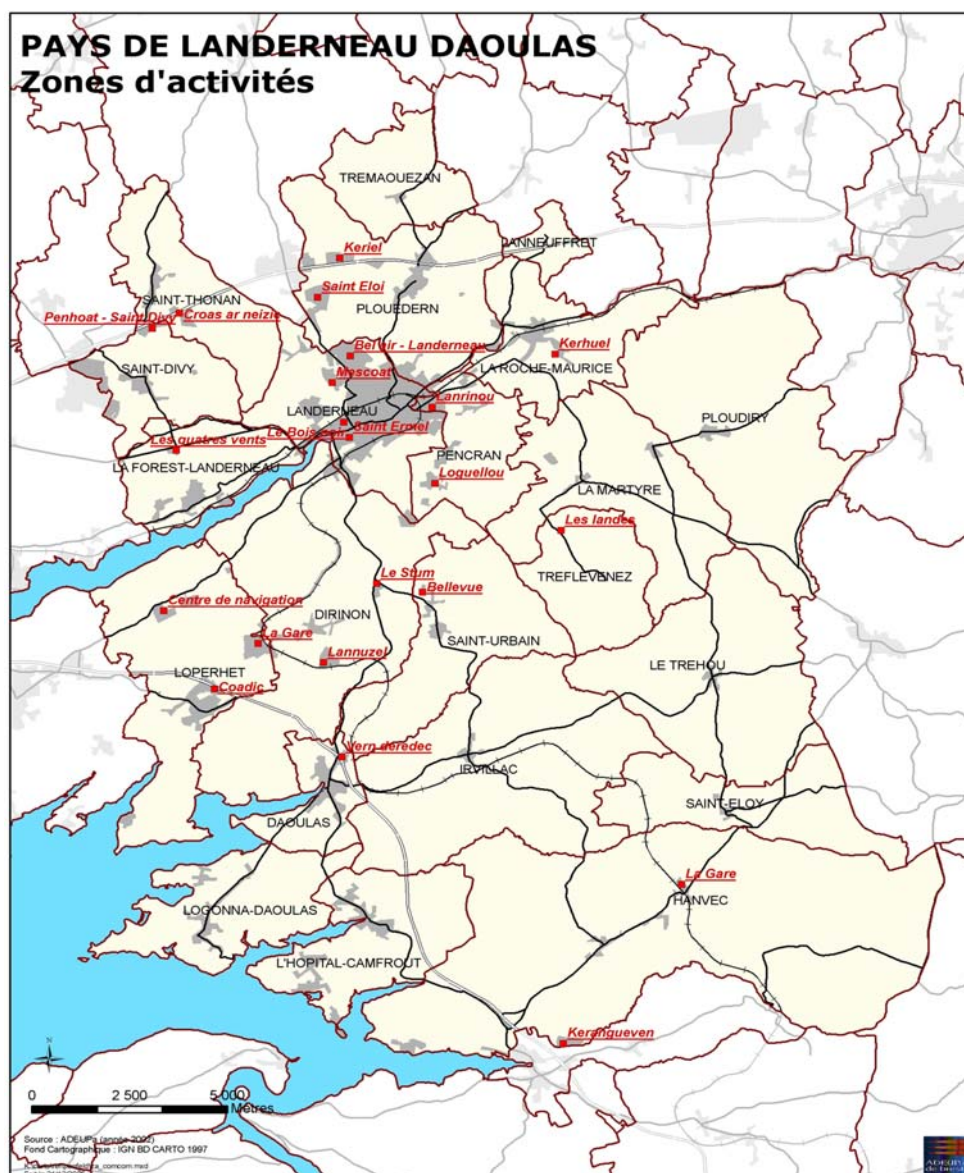 PAYS DE LANDERNEAU DAOULAS
Zones d'activités
TREMAOUEZAN
LANNEUFFRET
Keriel
Saint Eloi
SAINT-THONAN
PLOUEDERN
Penhoat - Saint Divy
Croas ar neizic
Bel air - Landerneau
Kerhuel
SAINT-DIVY
LA ROCHE-MAURICE
Mescoat
Lanrinou
LANDERNEAU
PLOUDIRY
Les quatres vents
Le Bois noir
Saint Ernel
PENCRAN
LA FOREST-LANDERNEAU
Loquellou
LA MARTYRE
Les landes
TREFLEVENEZ
Le Stum
Bellevue
Centre de navigation
DIRINON
La Gare
SAINT-URBAIN
Lannuzel
LE TREHOU
LOPERHET
Coadic
Vern deredec
IRVILLAC
SAINT-ELOY
DAOULAS
La Gare
HANVEC
LOGONNA-DAOULAS
L'HOPITAL-CAMFROUT
Kerangueven
N
0 2 500 5 000
Mètres
Source : ADEUPa (année 2002)
Fond Cartographique : IGN BD CARTO 1997
ADEUPa
de Brest